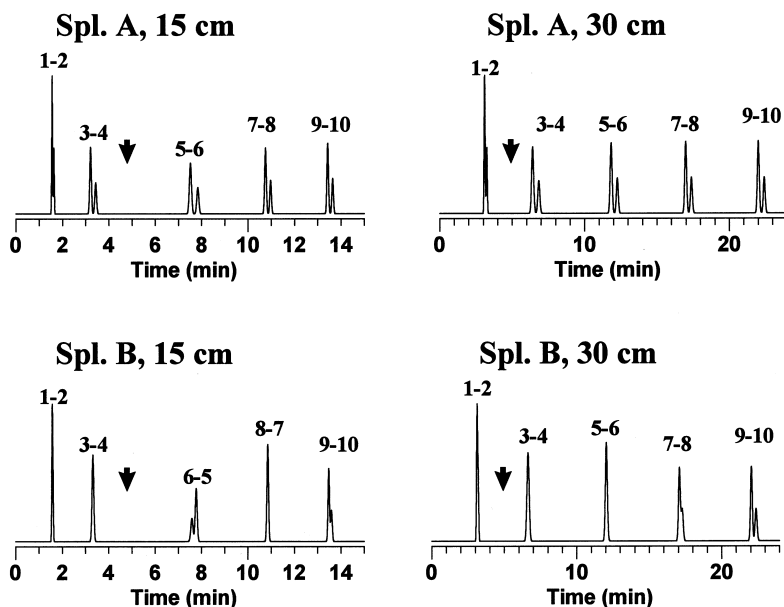 Spl. A, 15 cm
1-2
3-4
5-6
7-8
9-10
0 2 4 6 8 10 12 14
Time (min)
Spl. A, 30 cm
1-2
3-4
5-6
7-8
9-10
0 10 20
Time (min)
Spl. B, 15 cm
1-2
3-4
6-5
8-7
9-10
0 2 4 6 8 10 12 14
Time (min)
Spl. B, 30 cm
1-2
3-4
5-6
7-8
9-10
0 10 20
Time (min)